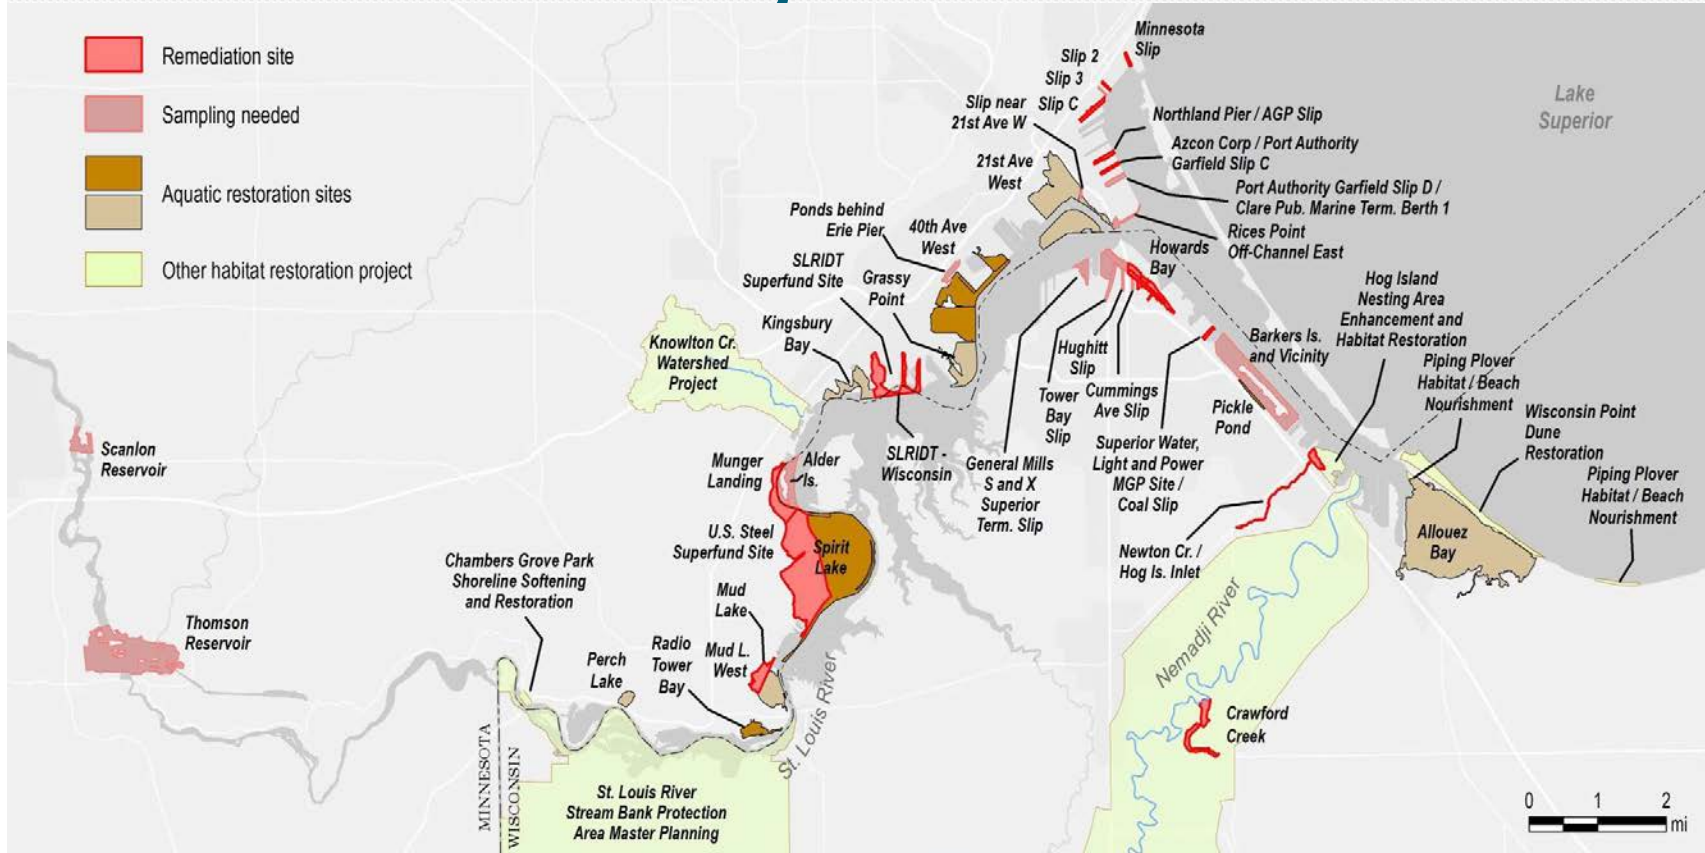 Remediation site
Sampling needed
Aquatic restoration sites
Other habitat restoration project
Minnesota
Slip
Slip 2
Slip 3
Slip C
Slip near
21st Ave W
Northland Pier / AGP Slip
Azcon Corp / Port Authority
Garfield Slip C
Port Authority Garfield Slip D /
Clare Pub. Marine Term. Berth 1
Rices Point
Off-Channel East
Lake
Superior
21st Ave
West
Ponds behind
Erie Pier
40th Ave
West
SLRIDT
Superfund Site
Grassy
Point
Kingsbury
Bay
Knowlton Cr.
Watershed
Project
Howards
Bay
Hog Island
Nesting Area
Enhancement and
Habitat Restoration
Barkers Is.
and Vicinity
Piping Plover
Habitat / Beach
Nourishment
Wisconsin Point
Dune
Restoration
Piping Plover
Habitat / Beach
Nourishment
Hughitt
Slip
Tower
Bay
Slip
Cummings
Ave Slip
Pickle
Pond
General Mills
S and X
Superior
Term. Slip
Superior Water,
Light and Power
MGP Site /
Coal Slip
SLRIDT -
Wisconsin
Scanlon
Reservoir
Munger
Landing
Alder
Is.
U.S. Steel
Superfund Site
Spirit
Lake
Newton Cr. /
Hog Is. Inlet
Allouez
Bay
Chambers Grove Park
Shoreline Softening
and Restoration
Mud
Lake
Thomson
Reservoir
Perch
Lake
Radio
Tower
Bay
Mud L.
West
St. Louis River
Nemadji River
Crawford
Creek
MINNESOTA
WISCONSIN
St. Louis River
Stream Bank Protection
Area Master Planning
0 1 2
mi